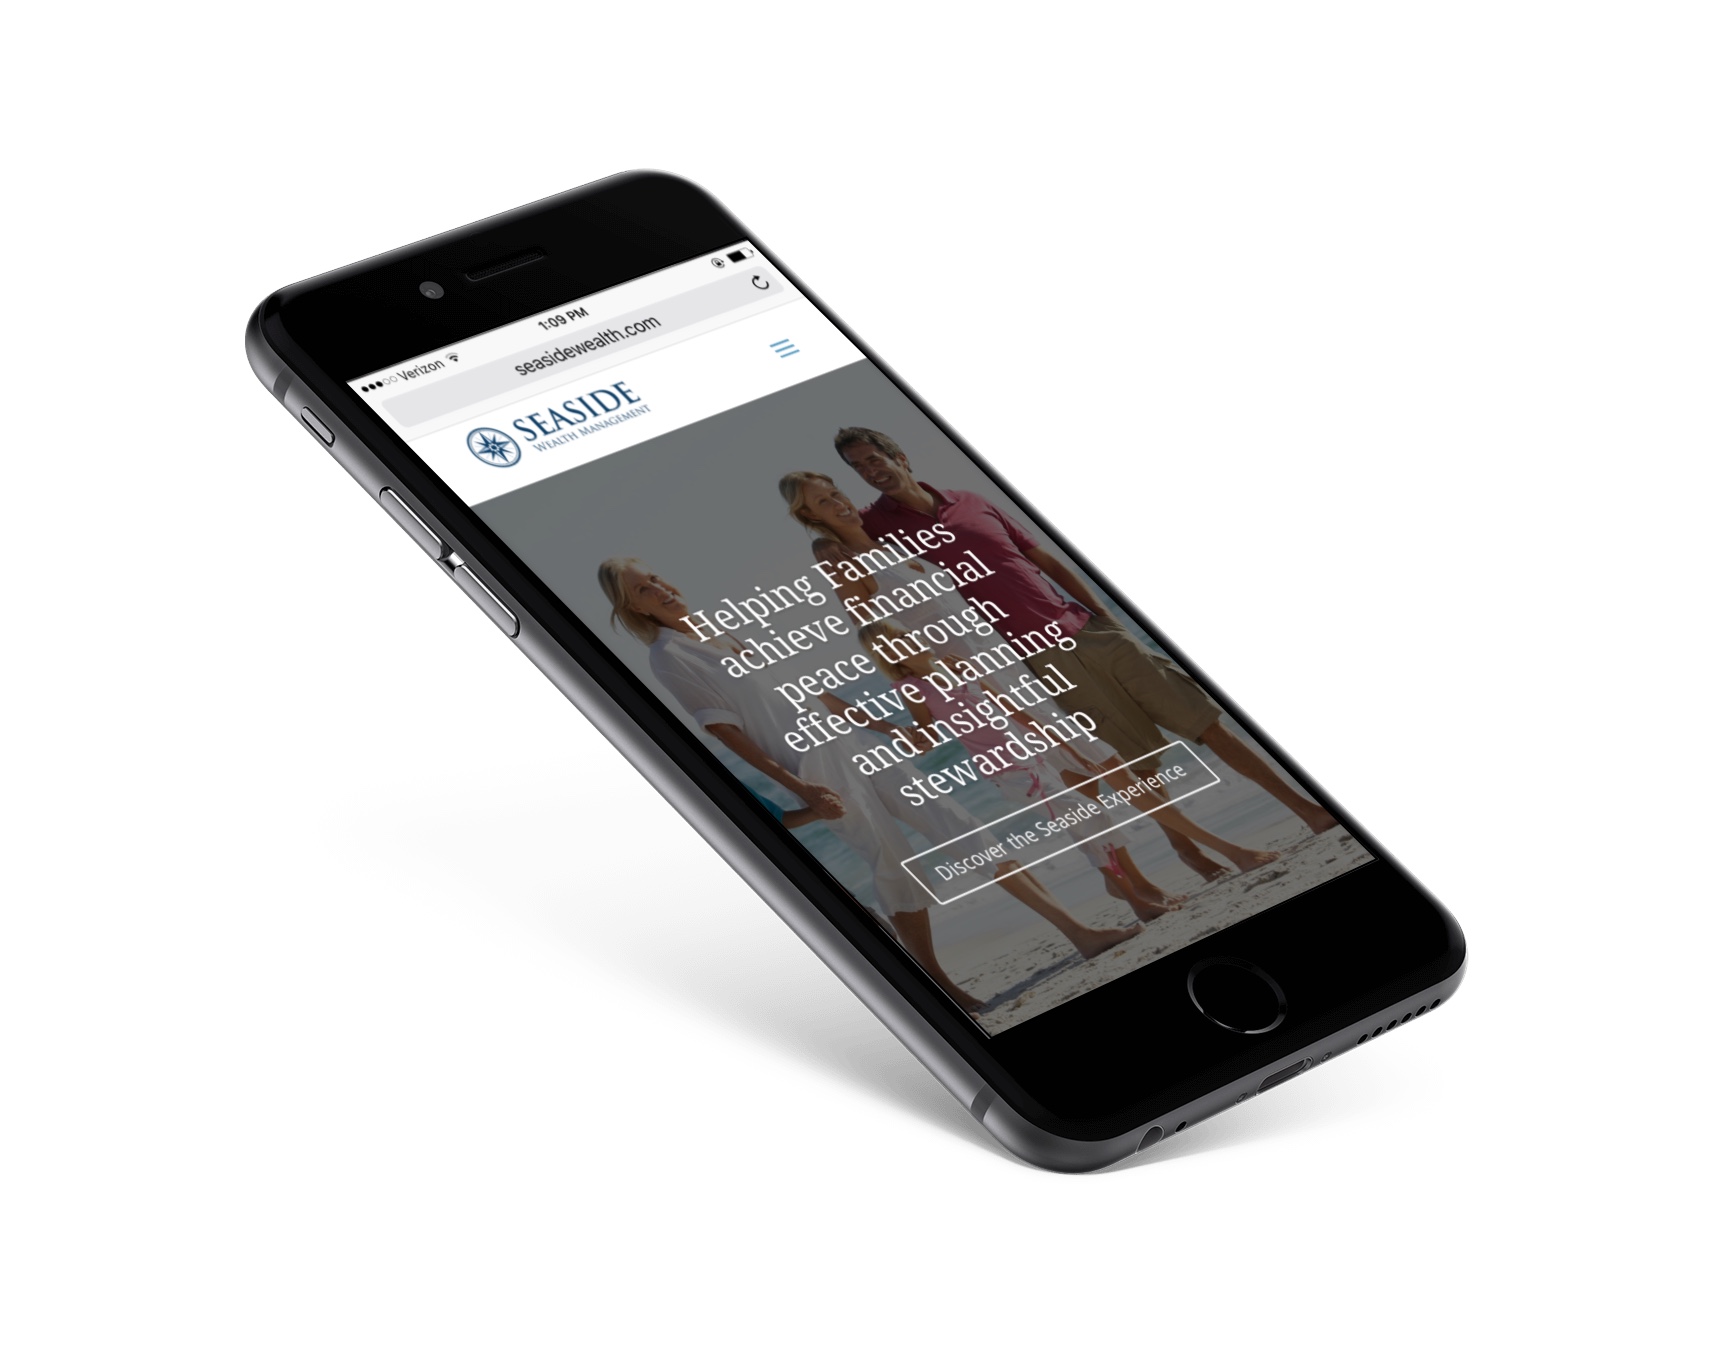 Verizon 1:09 PM
seasidewealth.com
SEASIDE
WEALTH MANAGEMENT
Helping Families
achieve financial
peace through
effective planning
and insightful
stewardship
Discover the Seaside Experience